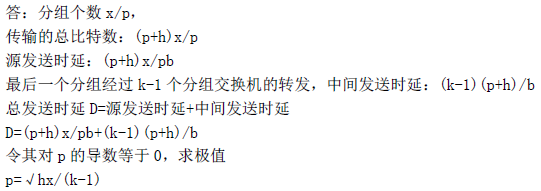 答：分组个数 x/p，
传输的总比特数：(p+h)x/p
源发送时延：(p+h)x/pb
最后一个分组经过 k-1 个分组交换机的转发，中间发送时延：(k-1)(p+h)/b
总发送时延 D=源发送时延+中间发送时延
D=(p+h)x/pb+(k-1)(p+h)/b
令其对 p 的导数等于 0，求极值
p=√hx/(k-1)